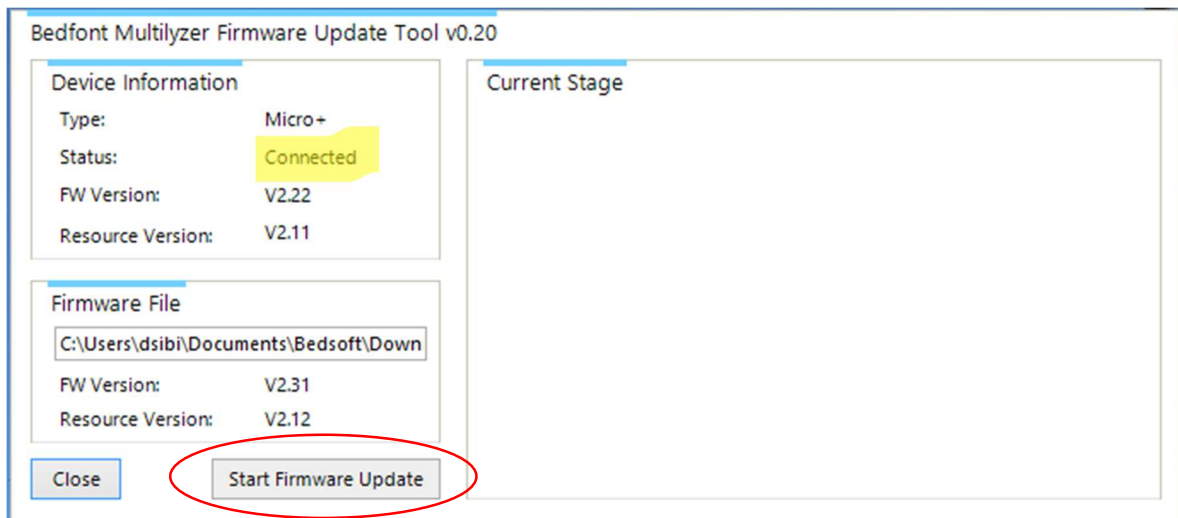 Bedfont Multilyzer Firmware Update Tool v0.20
Device Information
Type: Micro+
Status: Connected
FW Version: V2.22
Resource Version: V2.11
Firmware File
C:\Users\dsibi\Documents\Bedsoft\Down
FW Version: V2.31
Resource Version: V2.12
Close Start Firmware Update
Current Stage